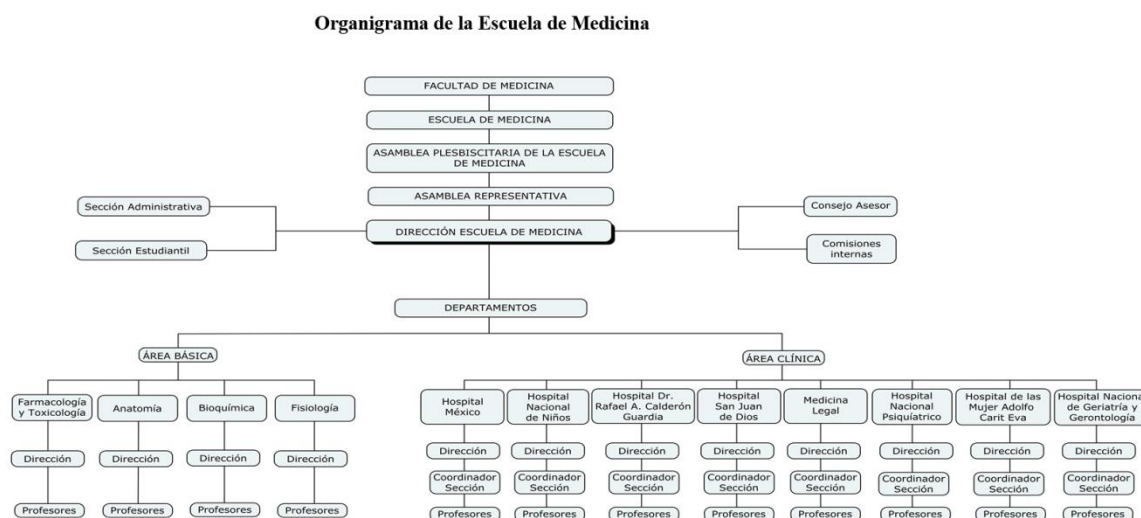 Organigrama de la Escuela de Medicina
FACULTAD DE MEDICINA
ESCUELA DE MEDICINA
ASAMBLEA PLESBISCITARIA DE LA ESCUELA
DE MEDICINA
ASAMBLEA REPRESENTATIVA
Sección Administrativa
Consejo Asesor
DIRECCIÓN ESCUELA DE MEDICINA
Sección Estudiantil
Comisiones
internas
DEPARTAMENTOS
ÁREA BÁSICA
ÁREA CLÍNICA
Farmacología
y Toxicología
Anatomía
Bioquímica
Fisiología
Hospital
México
Hospital
Nacional
de Niños
Hospital Dr.
Rafael A. Calderón
Guardia
Hospital
San Juan
de Dios
Medicina
Legal
Hospital
Nacional
Psiquíatrico
Hospital de las
Mujer Adolfo
Carit Eva
Hospital Nacional
de Geriatría y
Gerontología
Dirección
Dirección
Dirección
Dirección
Dirección
Dirección
Dirección
Dirección
Dirección
Dirección
Dirección
Dirección
Coordinador
Sección
Coordinador
Sección
Coordinador
Sección
Coordinador
Sección
Coordinador
Sección
Coordinador
Sección
Coordinador
Sección
Coordinador
Sección
Profesores
Profesores
Profesores
Profesores
Profesores
Profesores
Profesores
Profesores
Profesores
Profesores
Profesores
Profesores